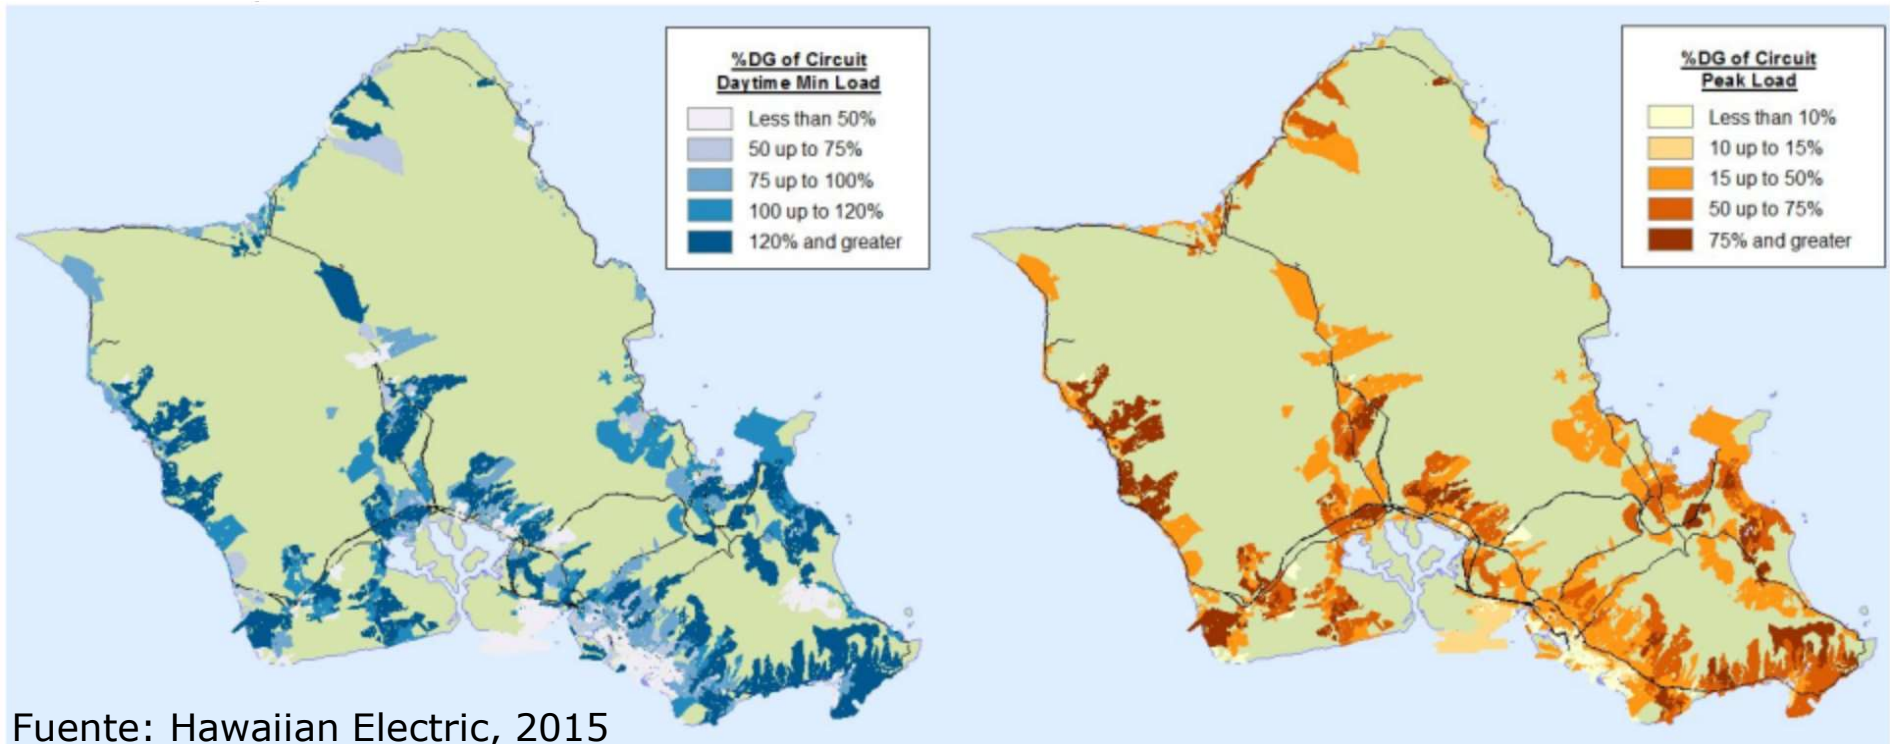 %DG of Circuit
Daytime Min Load
Less than 50%
50 up to 75%
75 up to 100%
100 up to 120%
120% and greater
%DG of Circuit
Peak Load
Less than 10%
10 up to 15%
15 up to 50%
50 up to 75%
75% and greater
Fuente: Hawaiian Electric, 2015